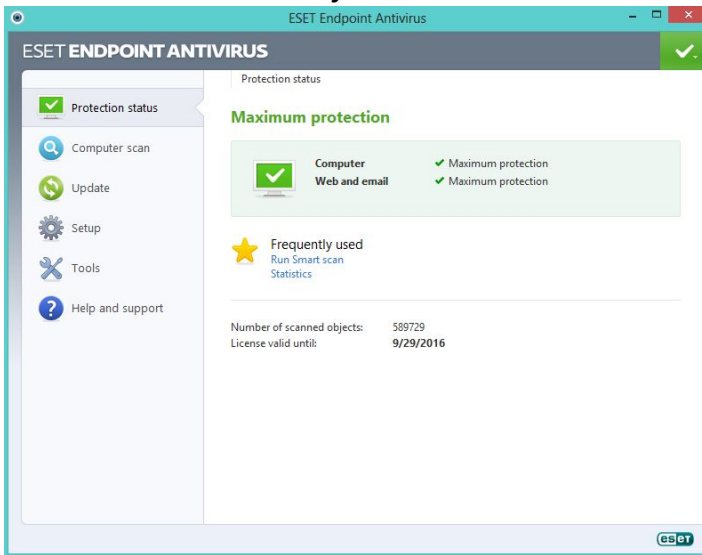 ESET Endpoint Antivirus
ESET ENDPOINT ANTIVIRUS
Protection status
Computer scan
Update
Setup
Tools
Help and support
Protection status
Maximum protection
Computer ✔ Maximum protection
Web and email ✔ Maximum protection
Frequently used
Run Smart scan
Statistics
Number of scanned objects: 589729
License valid until: 9/29/2016
eset